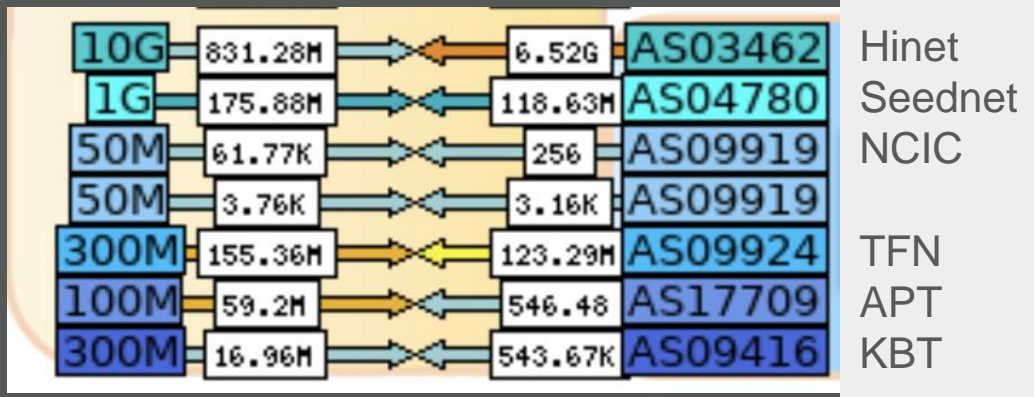 10G 831.28M 6.52G AS03462 Hinet
1G 175.88M 118.63M AS04780 Seednet
50M 61.77K 256 AS09919 NCIC
50M 3.76K 3.16K AS09919
300M 155.36M 123.29M AS09924 TFN
100M 59.2M 546.48 AS17709 APT
300M 16.96M 543.67K AS09416 KBT